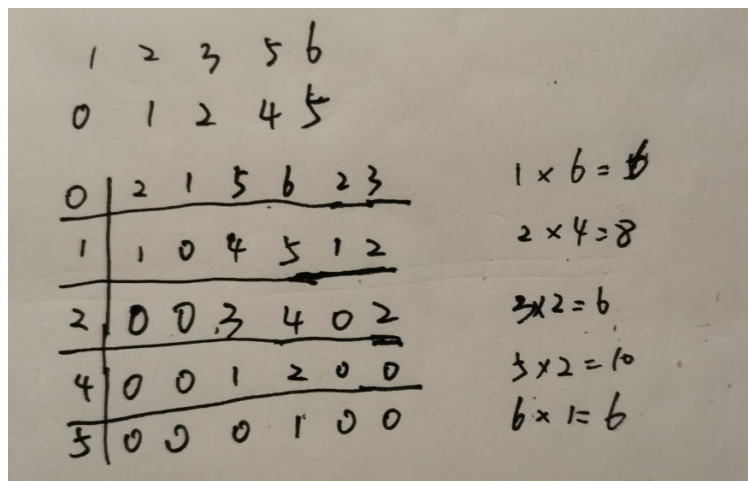 1 2 3 5 6
0 1 2 4 5
0 2 1 5 6 2 3
1 1 0 4 5 1 2
2 0 0 3 4 0 2
4 0 0 1 2 0 0
5 0 0 0 1 0 0
1 × 6 = 6
2 × 4 = 8
3 × 2 = 6
5 × 2 = 10
6 × 1 = 6